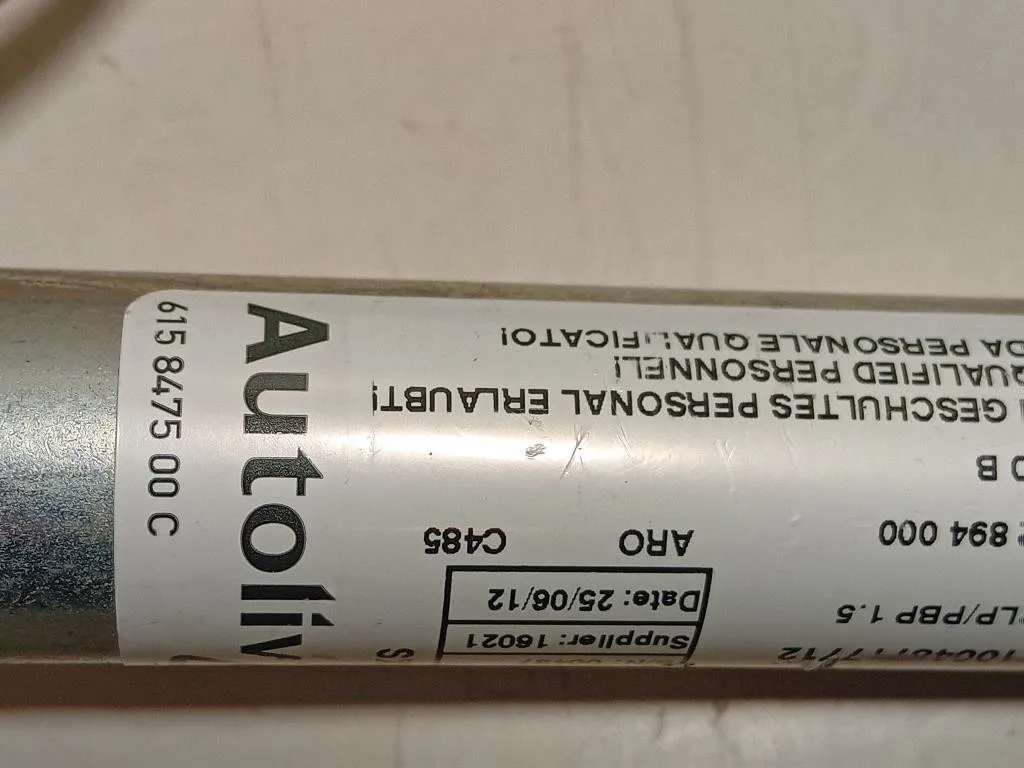 615 8475 00 C
Autoliv
GESCHULTES PERSONAL ERLAUBT!
QUALIFIED PERSONNEL!
DA PERSONALE QUALIFICATO!
0 B
894 000
ARO C485
LP/PBP 1.5
Date: 25/06/12
Supplier: 16021